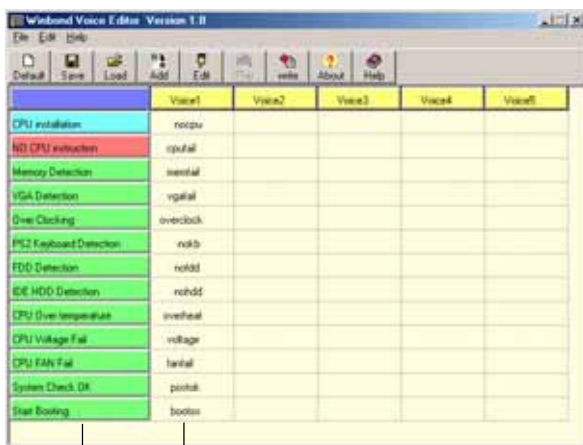 Winbond Voice Editor Version 1.0
File Edit Help
Default Save Load Add Edit Play write About Help
Voice1 Voice2 Voice3 Voice4 Voice5
CPU installation nocpu
NO CPU instruction cpufail
Memory Detection memfail
VGA Detection vgafail
Over Clocking overclock
PS2 Keyboard Detection nokb
FDD Detection nofdd
IDE HDD Detection nohdd
CPU Over temperature overheat
CPU Voltage Fail voltage
CPU FAN Fail fanfail
System Check OK postok
Start Booting